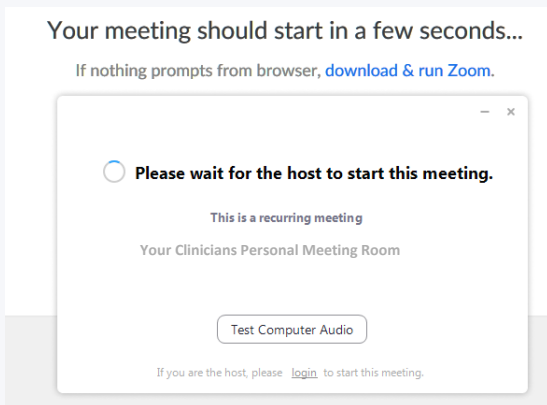 Your meeting should start in a few seconds...
If nothing prompts from browser, download & run Zoom.
Please wait for the host to start this meeting.
This is a recurring meeting
Your Clinicians Personal Meeting Room
Test Computer Audio
If you are the host, please login to start this meeting.